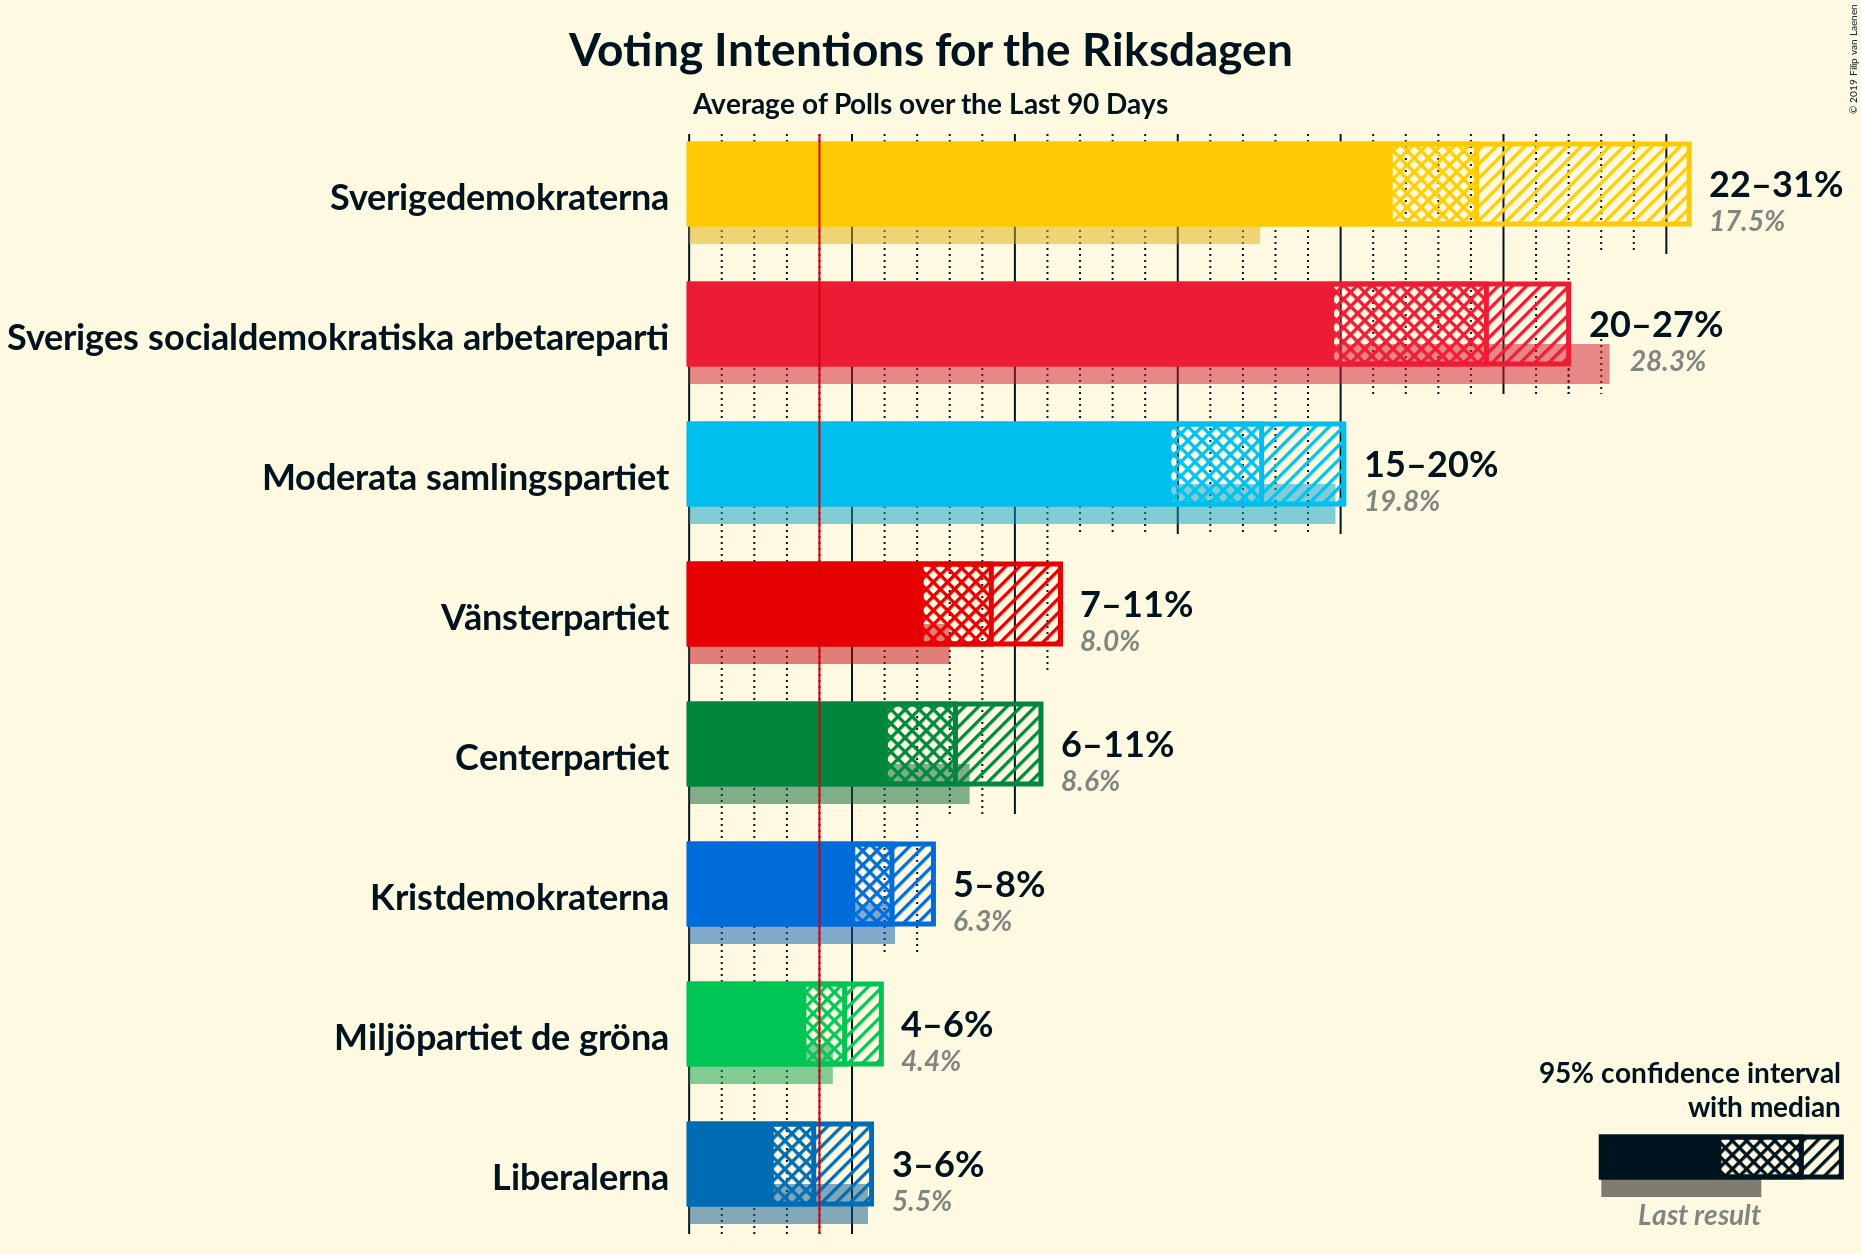 Voting Intentions for the Riksdagen
Average of Polls over the Last 90 Days
© 2019 Filip van Laenen
Sverigedemokraterna
22–31%
17.5%
Sveriges socialdemokratiska arbetareparti
20–27%
28.3%
Moderata samlingspartiet
15–20%
19.8%
Vänsterpartiet
7–11%
8.0%
Centerpartiet
6–11%
8.6%
Kristdemokraterna
5–8%
6.3%
Miljöpartiet de gröna
4–6%
4.4%
Liberalerna
3–6%
5.5%
95% confidence interval
with median
Last result